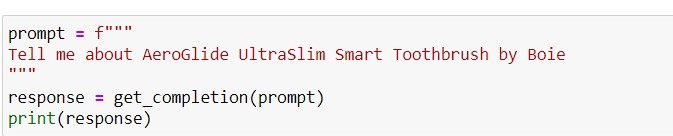 prompt = f"""
Tell me about AeroGlide UltraSlim Smart Toothbrush by Boie
"""
response = get_completion(prompt)
print(response)